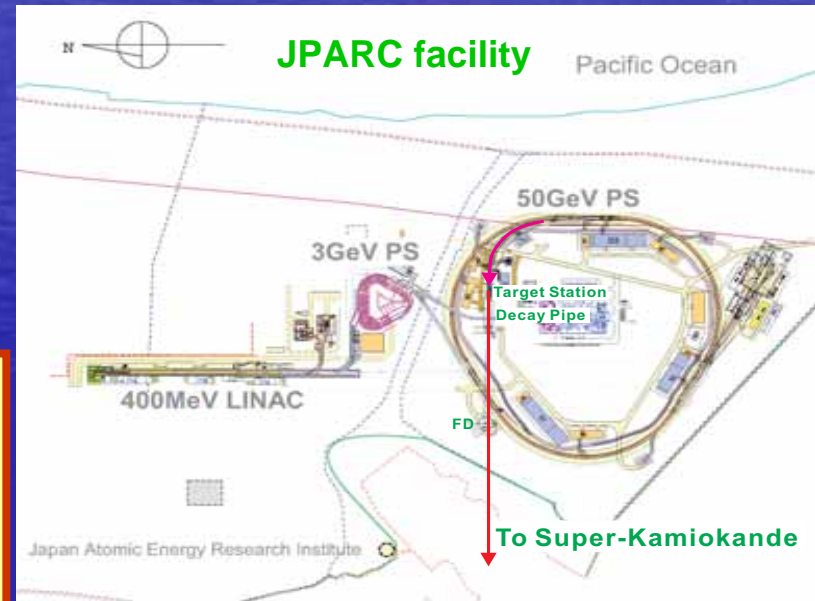 JPARC facility
N
Pacific Ocean
50GeV PS
3GeV PS
Target Station
Decay Pipe
400MeV LINAC
FD
To Super-Kamiokande
Japan Atomic Energy Research Institute